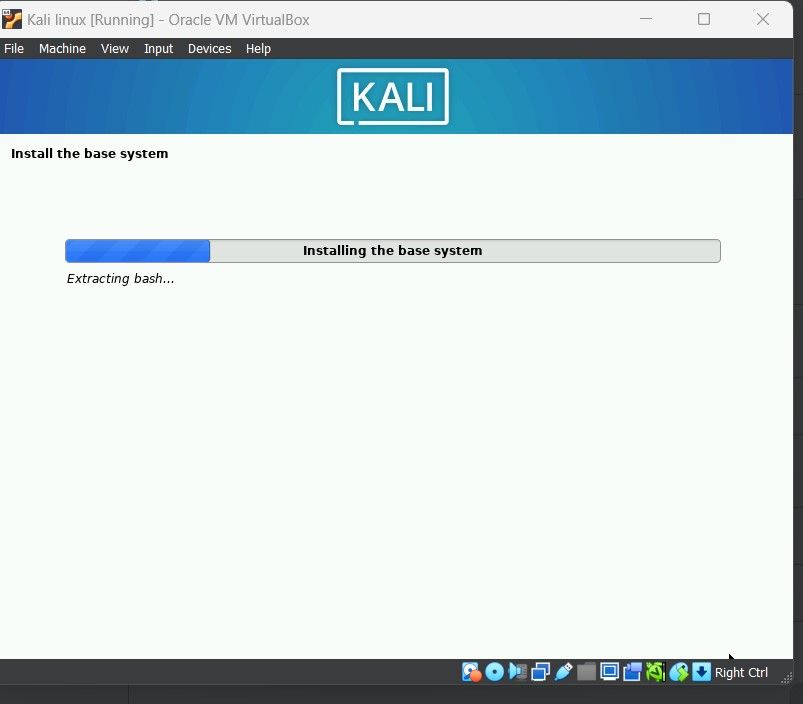 Kali linux [Running] - Oracle VM VirtualBox
File Machine View Input Devices Help
KALI
Install the base system
Installing the base system
Extracting bash...
Right Ctrl